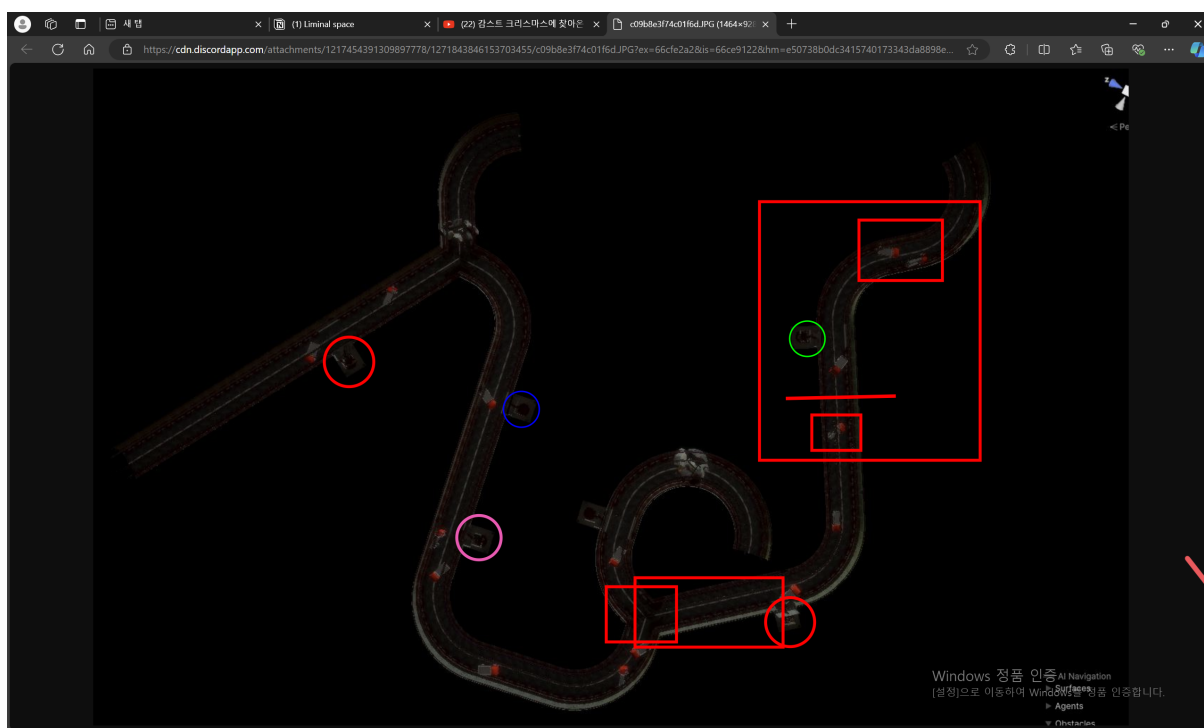 새 탭
(1) Liminal space
(22) 감스트 크리스마스에 찾아온
c09b8e3f74c01f6d.JPG (1464×92
https://cdn.discordapp.com/attachments/1217454391309897778/1271843846153703455/c09b8e3f74c01f6d.JPG?ex=66cfe2a2&is=66ce9122&hm=e50738b0dc3415740173343da8898e...
z
Pe
Windows 정품 인증
AI Navigation
[설정]으로 이동하여 Windows를 정품 인증합니다.
Surfaces
Agents
Obstacles